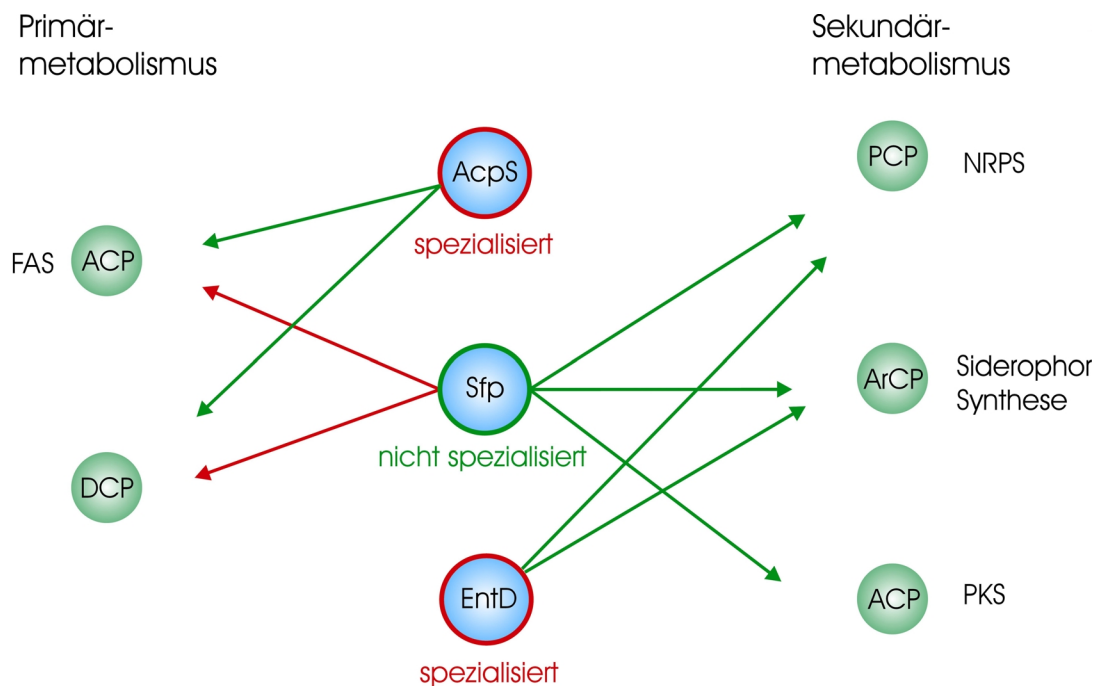 Primär-
metabolismus
Sekundär-
metabolismus
AcpS
spezialisiert
PCP
NRPS
FAS
ACP
Sfp
nicht spezialisiert
ArCP
Siderophor
Synthese
DCP
EntD
spezialisiert
ACP
PKS